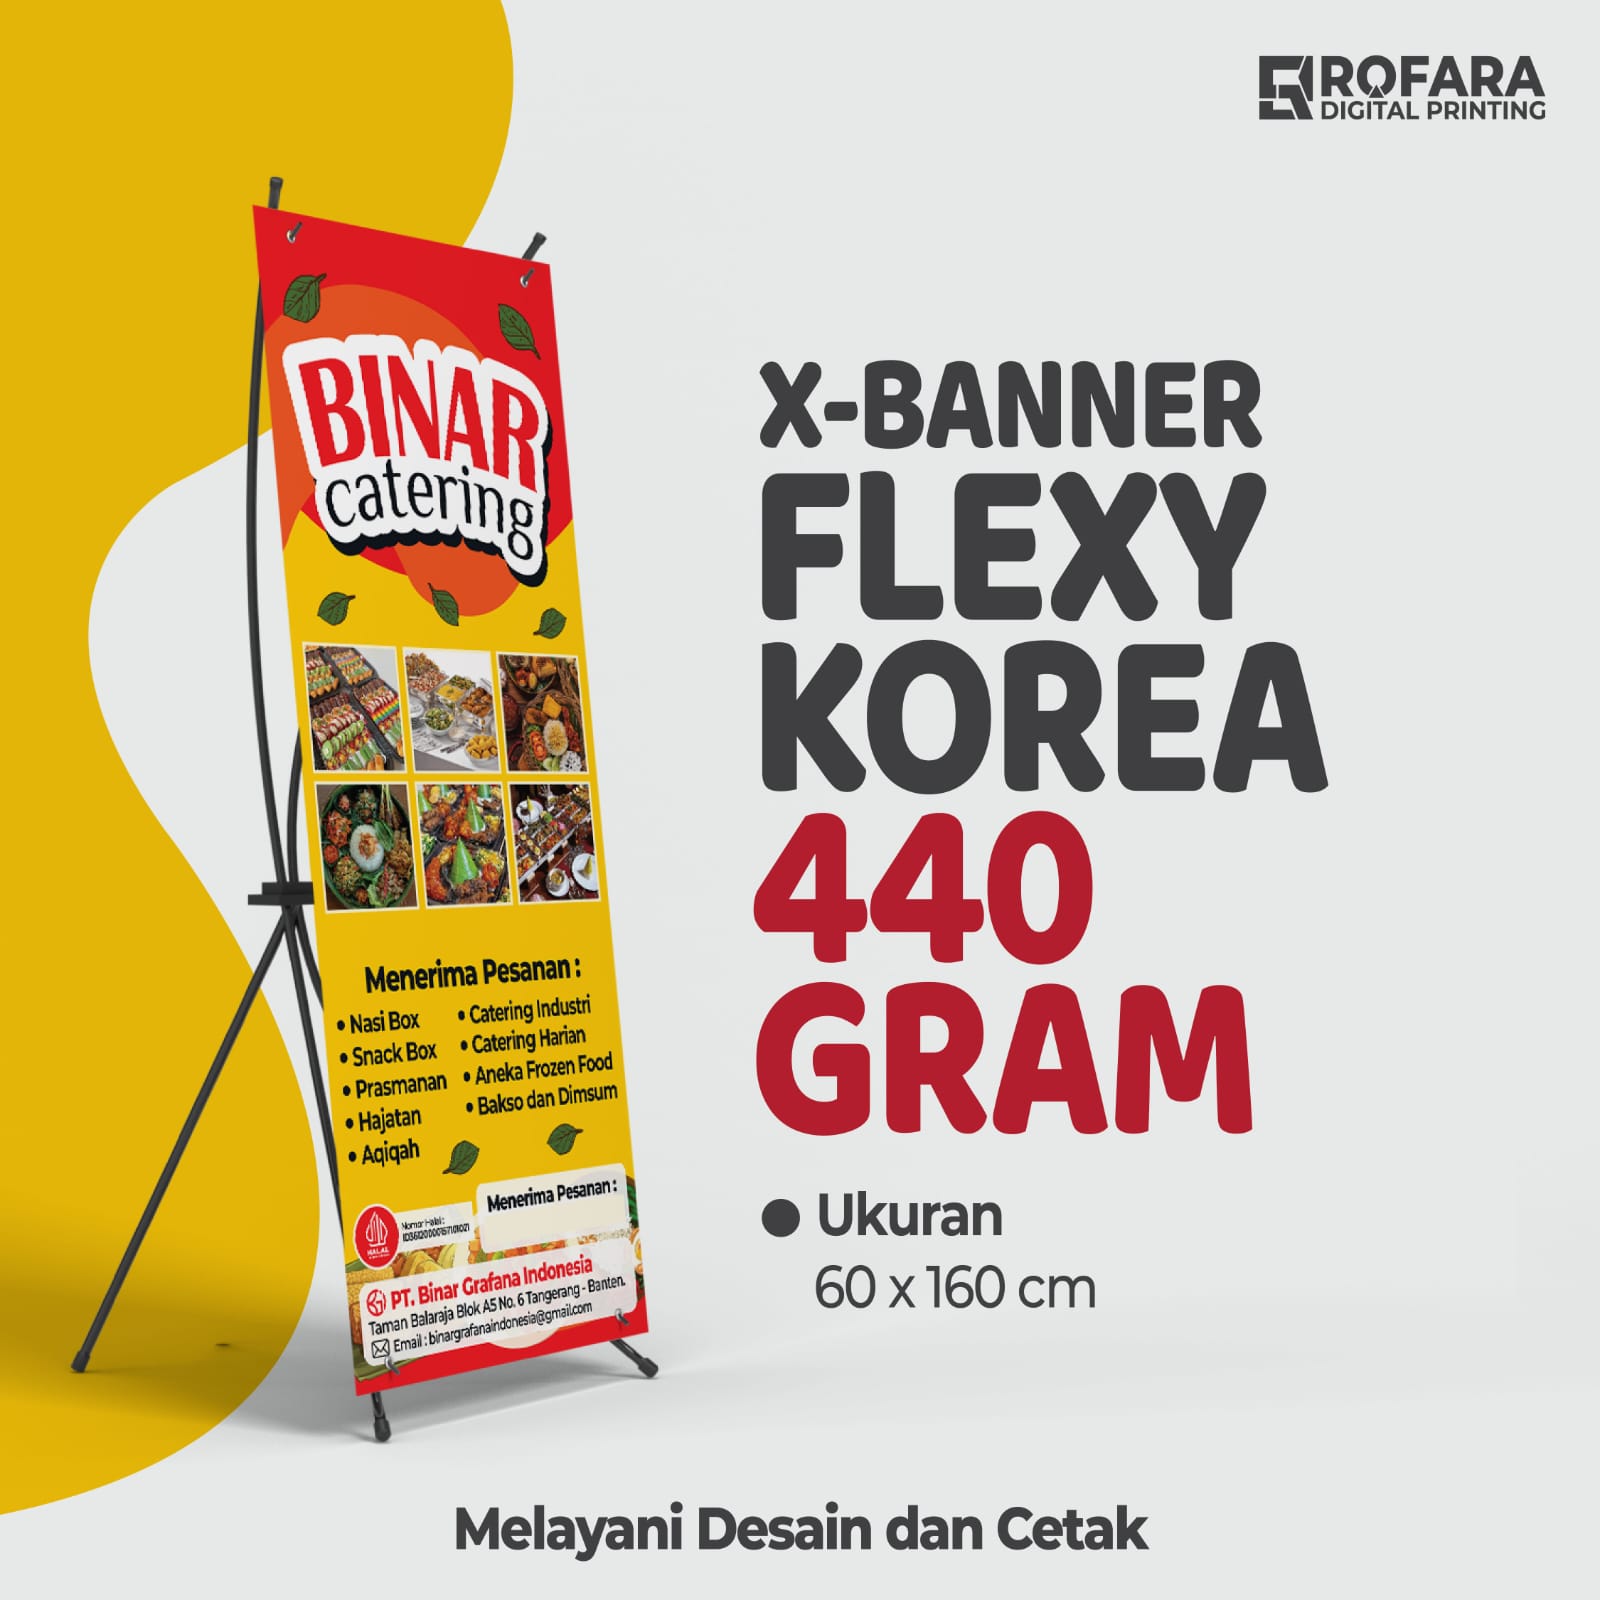 ROFARA
DIGITAL PRINTING
BINAR
catering
Menerima Pesanan :
• Nasi Box
• Snack Box
• Prasmanan
• Hajatan
• Aqiqah
• Catering Industri
• Catering Harian
• Aneka Frozen Food
• Bakso dan Dimsum
Menerima Pesanan :
HALAL
Nomor Halal :
PT. Binar Grafana Indonesia
Taman Balaraja Blok A5 No. 6 Tangerang - Banten.
Email : binargrafanaindonesia@gmail.com
X-BANNER
FLEXY
KOREA
440
GRAM
● Ukuran
60 x 160 cm
Melayani Desain dan Cetak